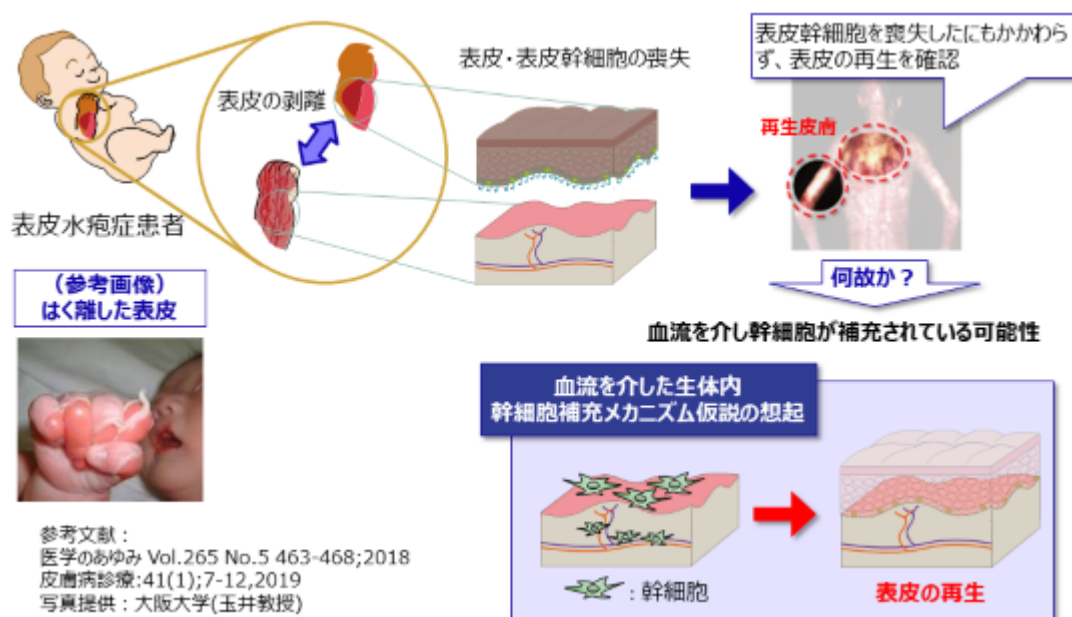 表皮幹細胞を喪失したにもかかわら
ず、表皮の再生を確認
表皮・表皮幹細胞の喪失
表皮の剥離
再生皮膚
表皮水疱症患者
(参考画像)
はく離した表皮
何故か?
血流を介し幹細胞が補充されている可能性
血流を介した生体内
幹細胞補充メカニズム仮説の想起
:幹細胞
表皮の再生
参考文献:
医学のあゆみ Vol.265 No.5 463-468;2018
皮膚病診療:41(1);7-12,2019
写真提供:大阪大学(玉井教授)